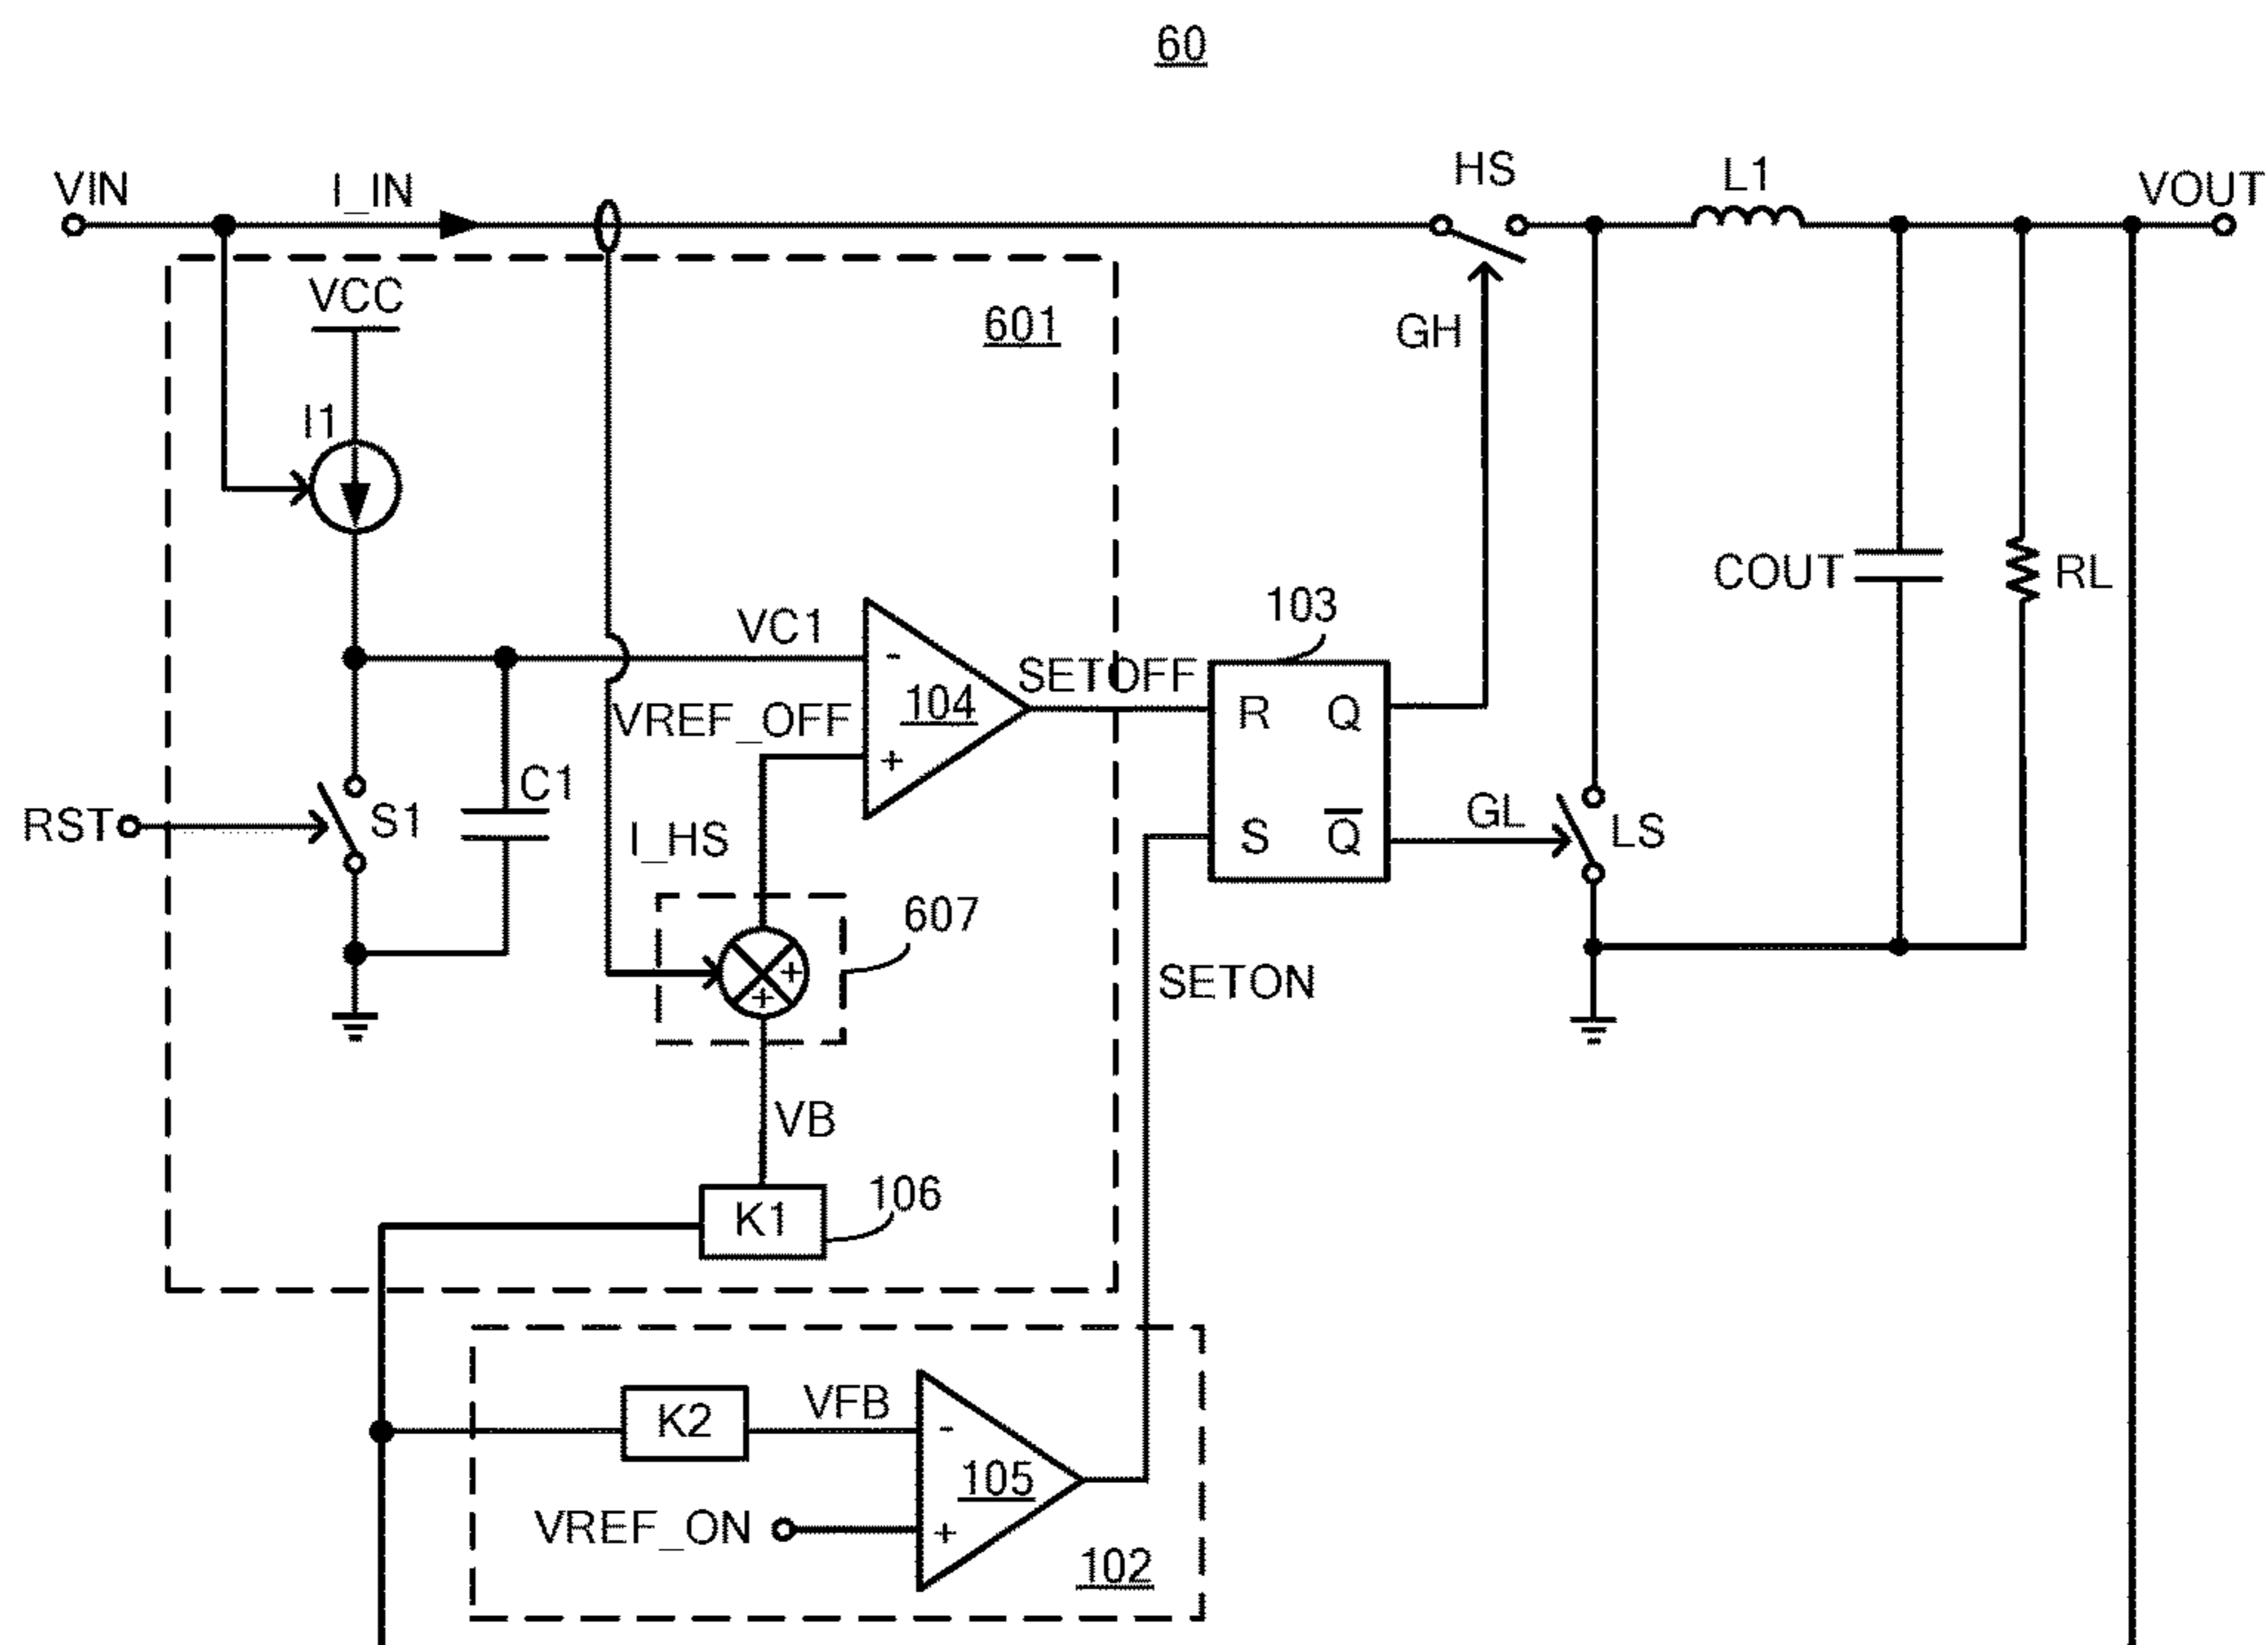 60
VIN
I_IN
HS
L1
VOUT
VCC
601
GH
I1
COUT
RL
103
VC1
-
104
SETOFF
R
Q
VREF_OFF
+
C1
S1
RST
I_HS
S
Q̅
GL
LS
607
+
+
SETON
VB
106
K1
K2
VFB
-
105
VREF_ON
+
102